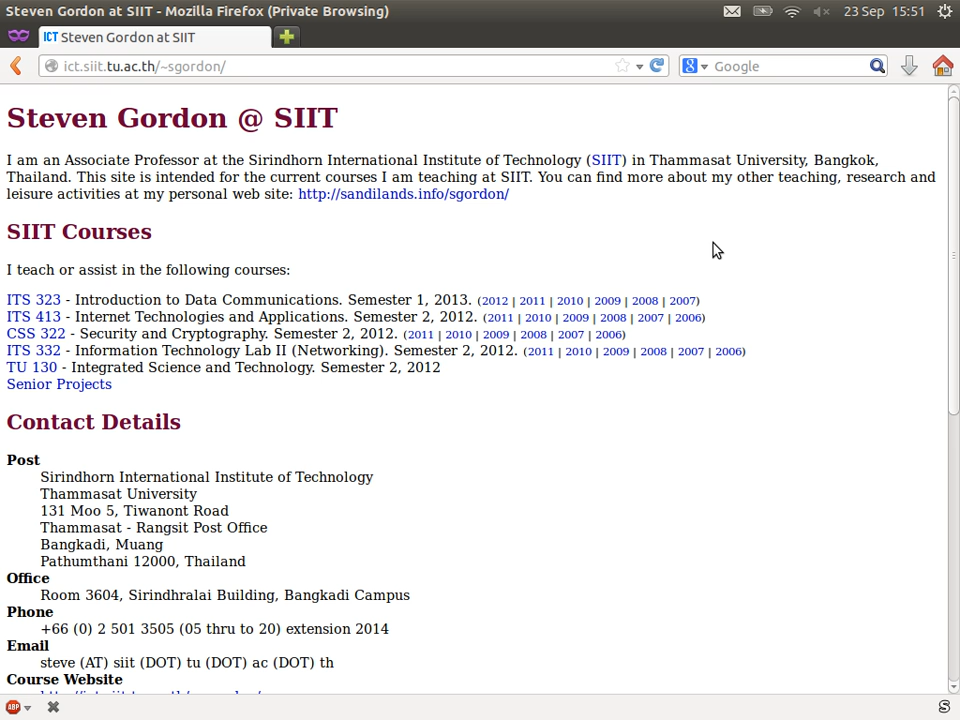 Steven Gordon at SIIT - Mozilla Firefox (Private Browsing)
23 Sep 15:51
ICT Steven Gordon at SIIT
ict.siit.tu.ac.th/~sgordon/
8 Google
Steven Gordon @ SIIT
I am an Associate Professor at the Sirindhorn International Institute of Technology (SIIT) in Thammasat University, Bangkok,
Thailand. This site is intended for the current courses I am teaching at SIIT. You can find more about my other teaching, research and
leisure activities at my personal web site: http://sandilands.info/sgordon/
SIIT Courses
I teach or assist in the following courses:
ITS 323 - Introduction to Data Communications. Semester 1, 2013. (2012 | 2011 | 2010 | 2009 | 2008 | 2007)
ITS 413 - Internet Technologies and Applications. Semester 2, 2012. (2011 | 2010 | 2009 | 2008 | 2007 | 2006)
CSS 322 - Security and Cryptography. Semester 2, 2012. (2011 | 2010 | 2009 | 2008 | 2007 | 2006)
ITS 332 - Information Technology Lab II (Networking). Semester 2, 2012. (2011 | 2010 | 2009 | 2008 | 2007 | 2006)
TU 130 - Integrated Science and Technology. Semester 2, 2012
Senior Projects
Contact Details
Post
Sirindhorn International Institute of Technology
Thammasat University
131 Moo 5, Tiwanont Road
Thammasat - Rangsit Post Office
Bangkadi, Muang
Pathumthani 12000, Thailand
Office
Room 3604, Sirindhralai Building, Bangkadi Campus
Phone
+66 (0) 2 501 3505 (05 thru to 20) extension 2014
Email
steve (AT) siit (DOT) tu (DOT) ac (DOT) th
Course Website
ABP
S